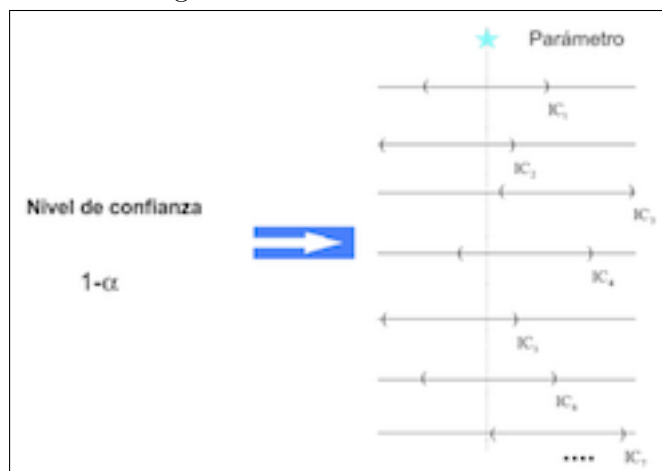 Parámetro
IC₁
IC₂
Nivel de confianza
IC₃
1-α
IC₄
IC₅
IC₆
IC₇
....